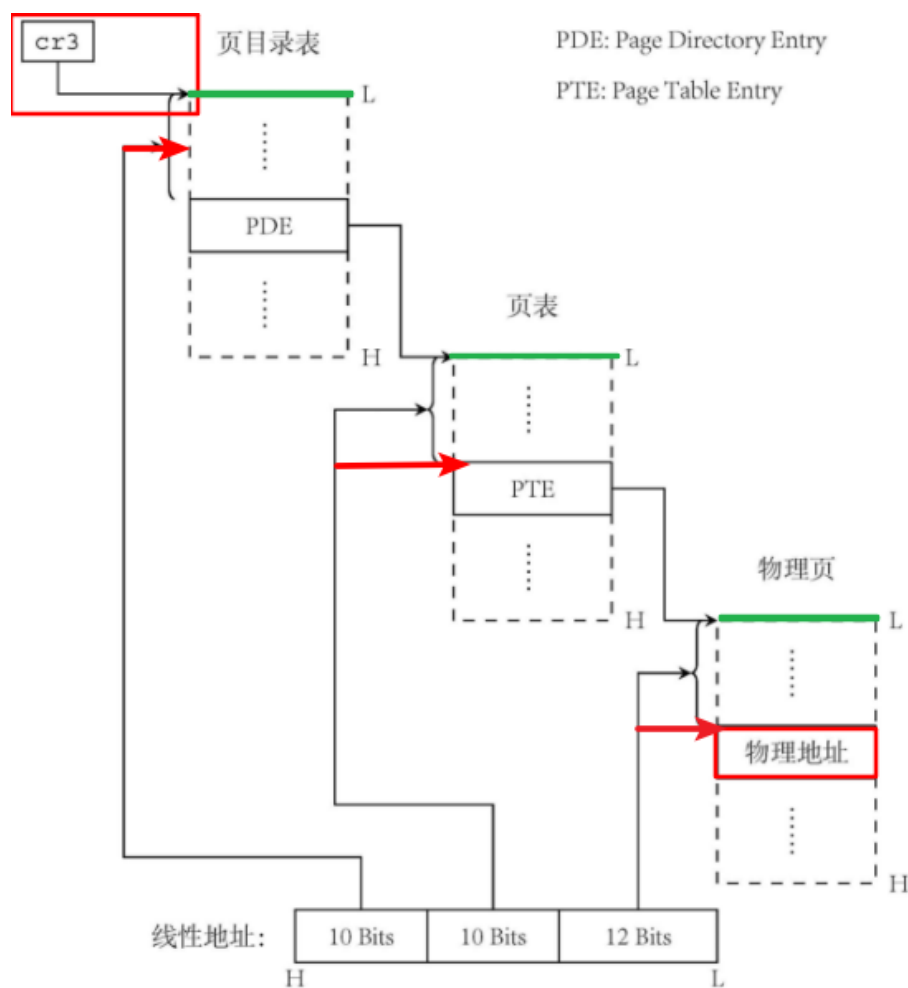 cr3
页目录表
PDE: Page Directory Entry
PTE: Page Table Entry
L
PDE
H
页表
L
PTE
H
物理页
L
物理地址
H
线性地址:
10 Bits
10 Bits
12 Bits
H
L